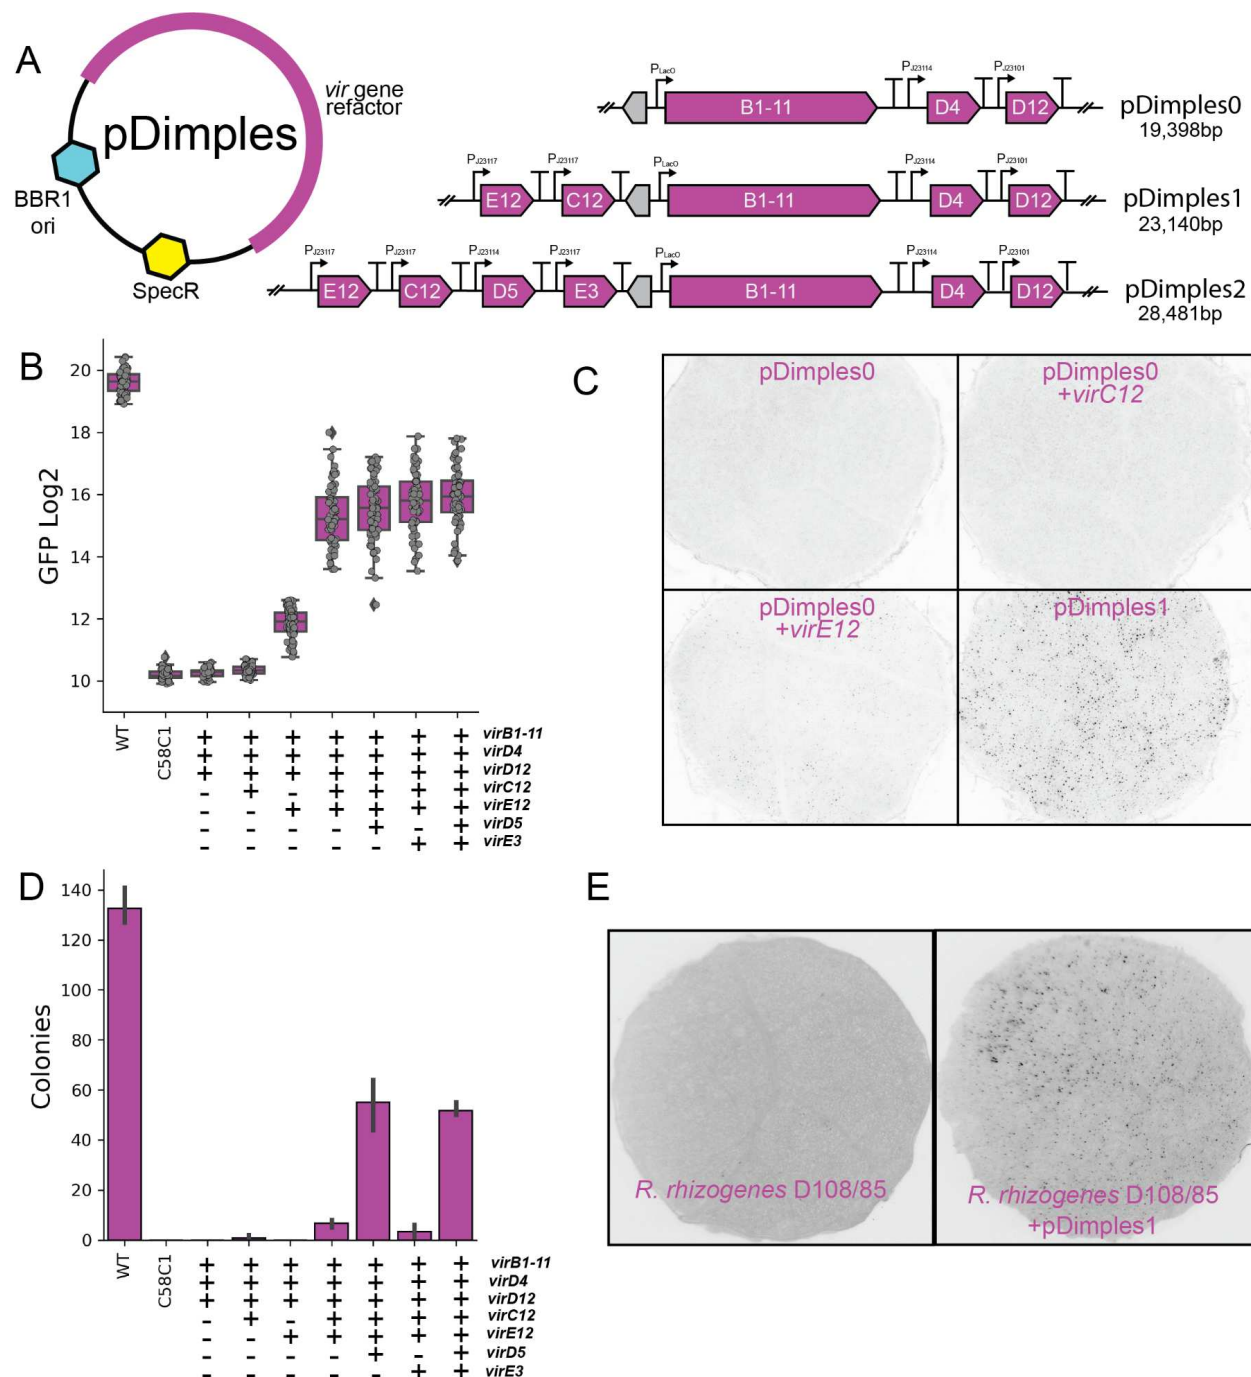 A
pDimples
vir gene
refactor
BBR1
ori
SpecR
PLacO
PJ23114
PJ23101
B1-11
D4
D12
pDimples0
19,398bp
PJ23117
PJ23117
PLacO
PJ23114
PJ23101
E12
C12
B1-11
D4
D12
pDimples1
23,140bp
PJ23117
PJ23117
PJ23114
PJ23117
PLacO
PJ23114
PJ23101
E12
C12
D5
E3
B1-11
D4
D12
pDimples2
28,481bp
B
GFP Log2
20
18
16
14
12
10
WT
C58C1
+ + + + + + + virB1-11
+ + + + + + + virD4
+ + + + + + + virD12
- + - + + + + virC12
- - + + + + + virE12
- - - - + - + virD5
- - - - - + + virE3
C
pDimples0
pDimples0
+virC12
pDimples0
+virE12
pDimples1
D
Colonies
140
120
100
80
60
40
20
0
WT
C58C1
+ + + + + + + virB1-11
+ + + + + + + virD4
+ + + + + + + virD12
- + - + + + + virC12
- - + + + + + virE12
- - - - + - + virD5
- - - - - + + virE3
E
R. rhizogenes D108/85
R. rhizogenes D108/85
+pDimples1